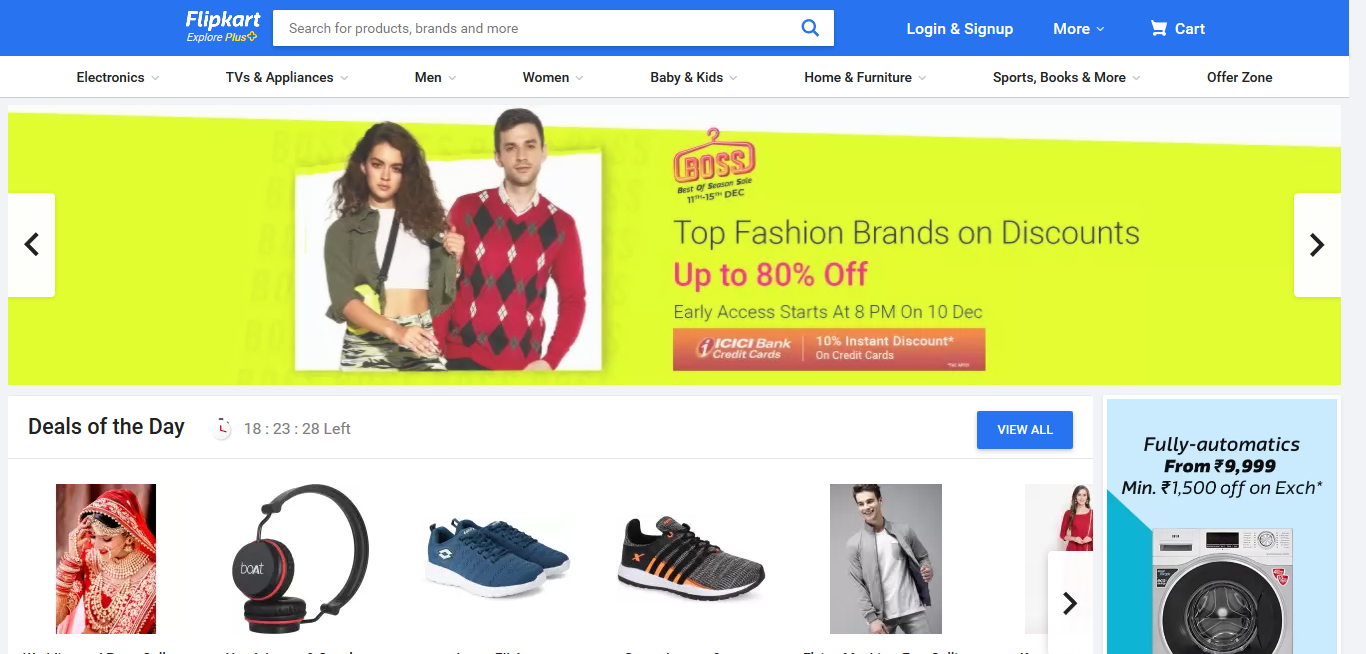 Flipkart
Explore Plus
Search for products, brands and more
Login & Signup
More
Cart
Electronics
TVs & Appliances
Men
Women
Baby & Kids
Home & Furniture
Sports, Books & More
Offer Zone
BOSS
Best Of Season Sale
11TH-15TH DEC
Top Fashion Brands on Discounts
Up to 80% Off
Early Access Starts At 8 PM On 10 Dec
ICICI Bank
Credit Cards
10% Instant Discount*
On Credit Cards
*T&C APPLY
Deals of the Day
18 : 23 : 28 Left
VIEW ALL
Fully-automatics
From ₹9,999
Min. ₹1,500 off on Exch*
boAt